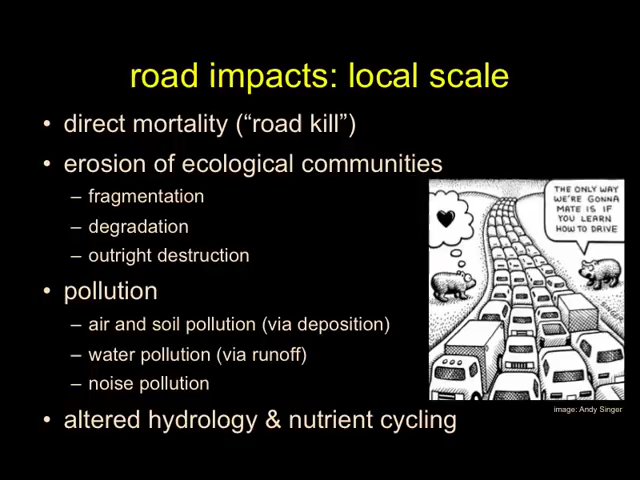 road impacts: local scale
• direct mortality (“road kill”)
• erosion of ecological communities
– fragmentation
– degradation
– outright destruction
• pollution
– air and soil pollution (via deposition)
– water pollution (via runoff)
– noise pollution
• altered hydrology & nutrient cycling
THE ONLY WAY
WE'RE GONNA
MATE IS IF
YOU LEARN
HOW TO DRIVE
image: Andy Singer